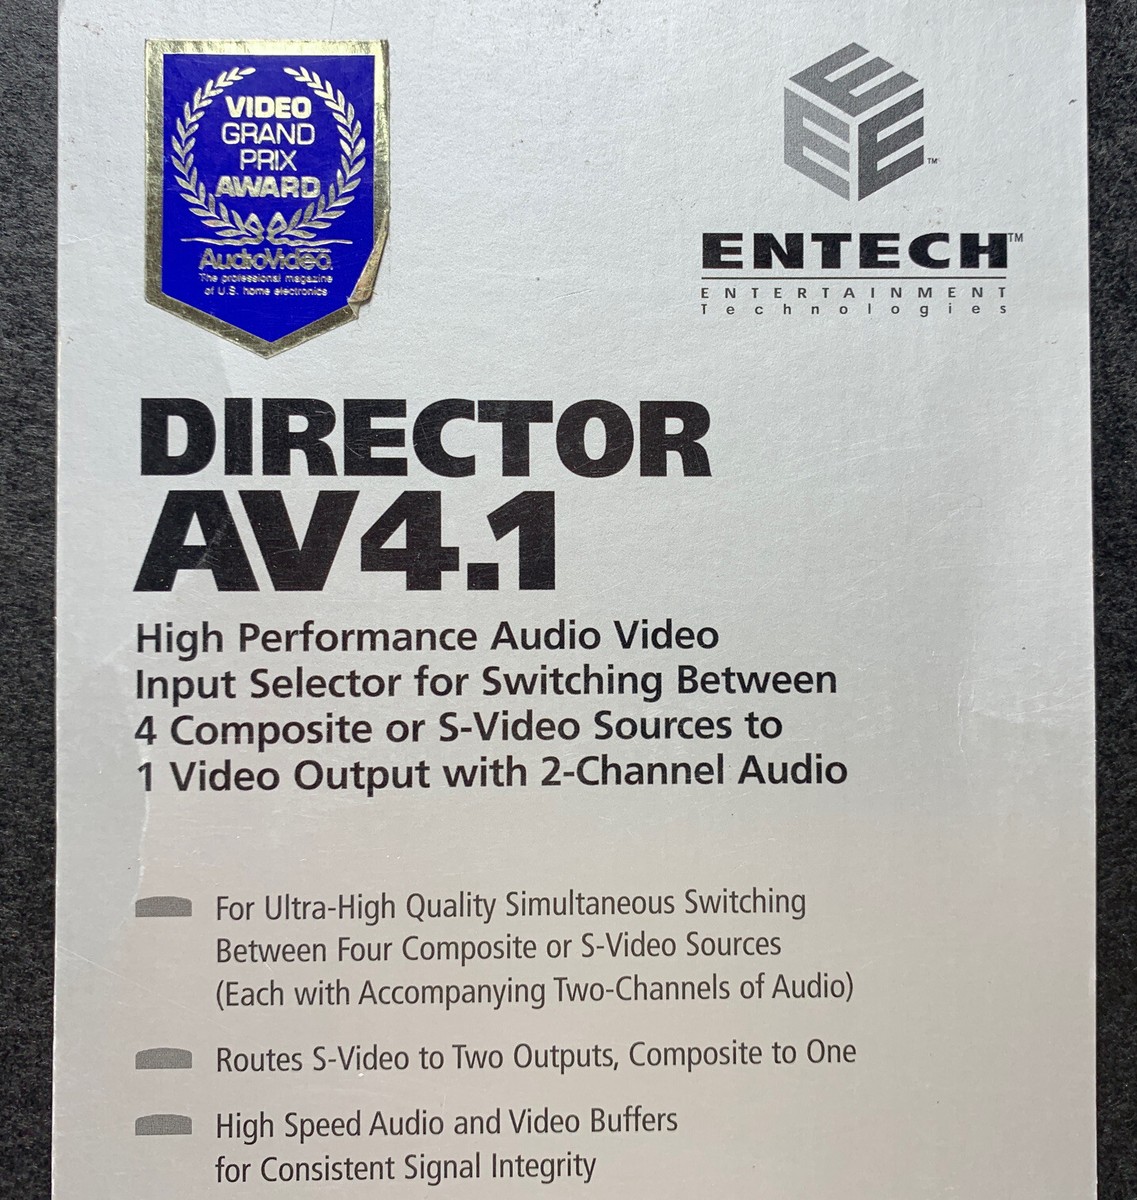 VIDEO
GRAND
PRIX
AWARD
AudioVideo.
The professional magazine
of U.S. home electronics
EEE™
ENTECH™
ENTERTAINMENT
Technologies
DIRECTOR
AV4.1
High Performance Audio Video
Input Selector for Switching Between
4 Composite or S-Video Sources to
1 Video Output with 2-Channel Audio
For Ultra-High Quality Simultaneous Switching
Between Four Composite or S-Video Sources
(Each with Accompanying Two-Channels of Audio)
Routes S-Video to Two Outputs, Composite to One
High Speed Audio and Video Buffers
for Consistent Signal Integrity